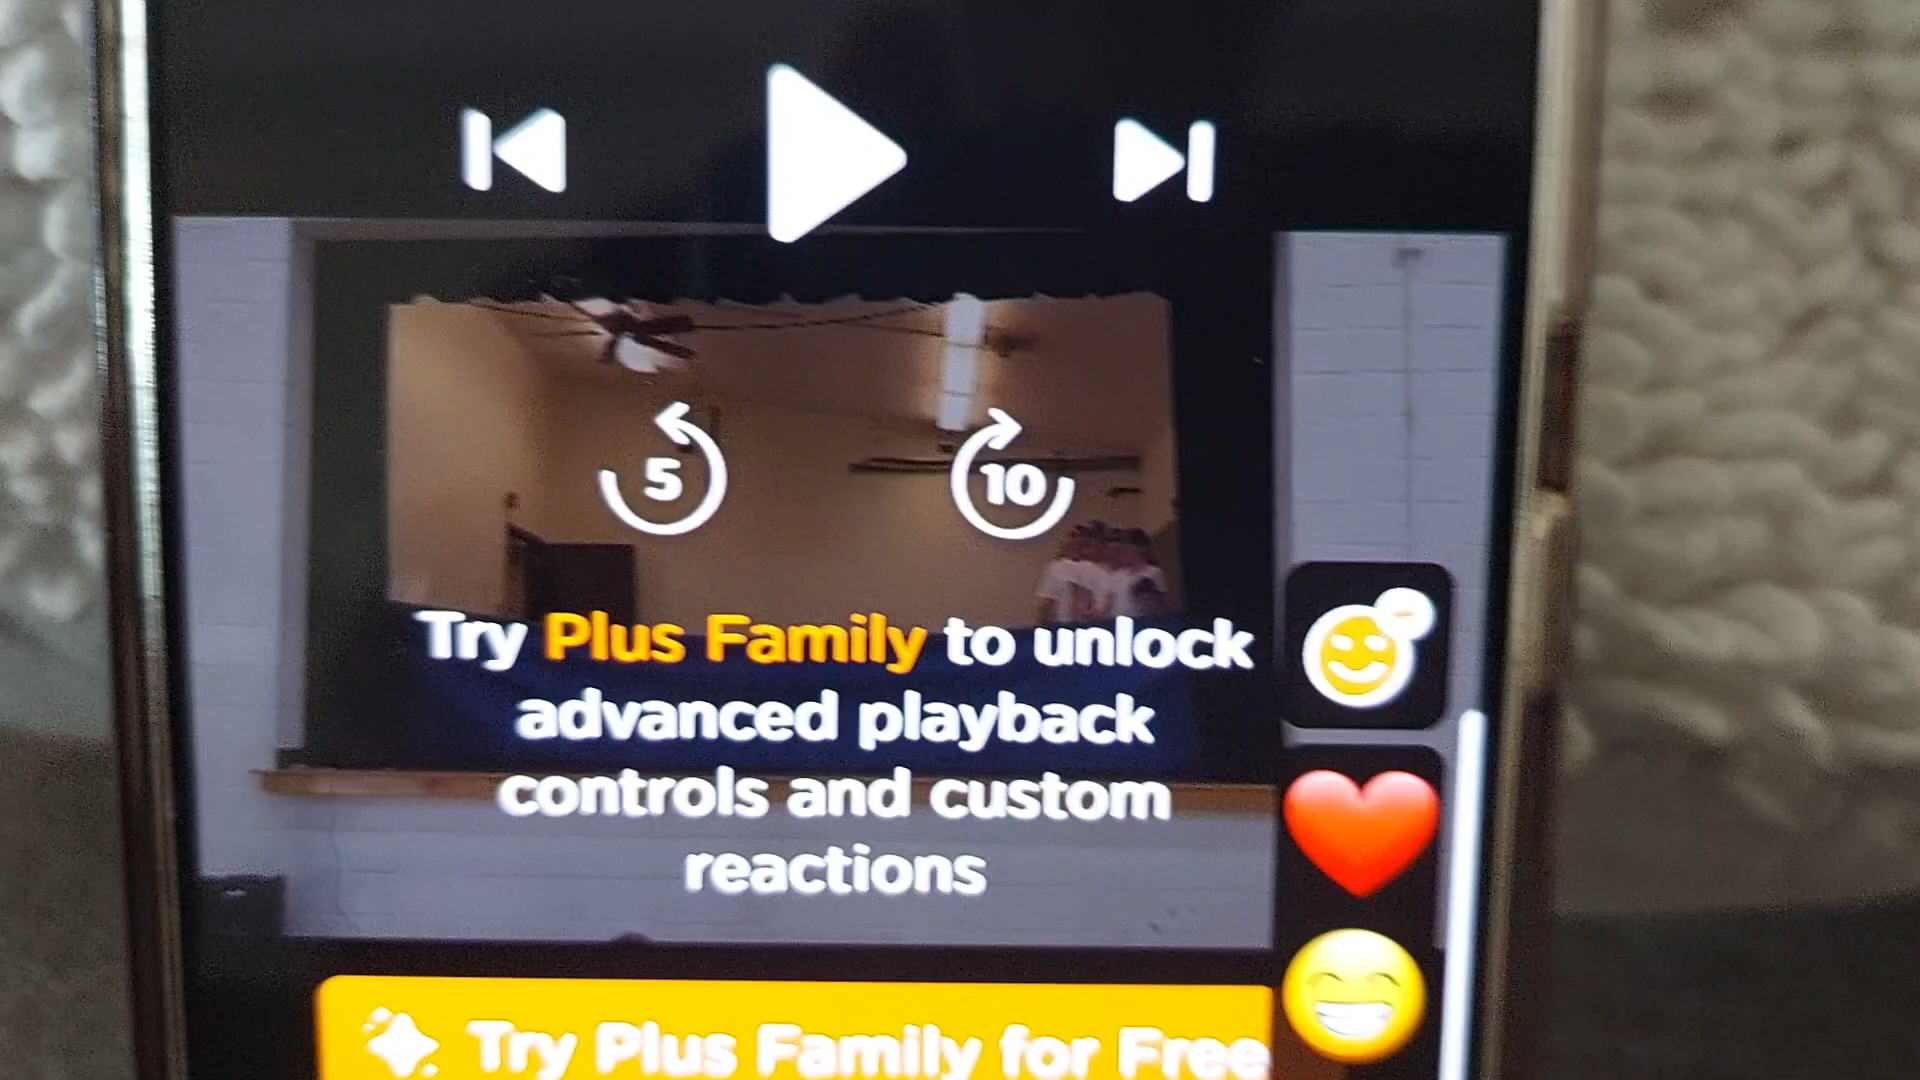 5
10
Try Plus Family to unlock
advanced playback
controls and custom
reactions
Try Plus Family for Free